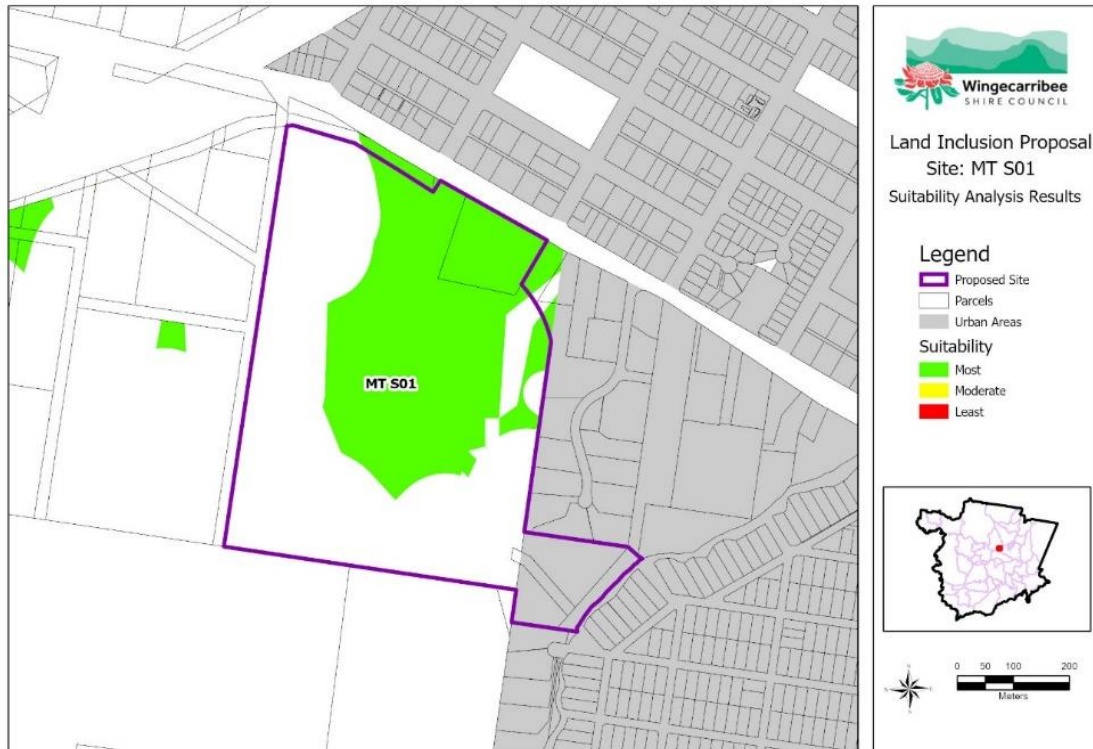 MT S01
Wingecarribee
SHIRE COUNCIL
Land Inclusion Proposal
Site: MT S01
Suitability Analysis Results
Legend
Proposed Site
Parcels
Urban Areas
Suitability
Most
Moderate
Least
0 50 100 200
Meters